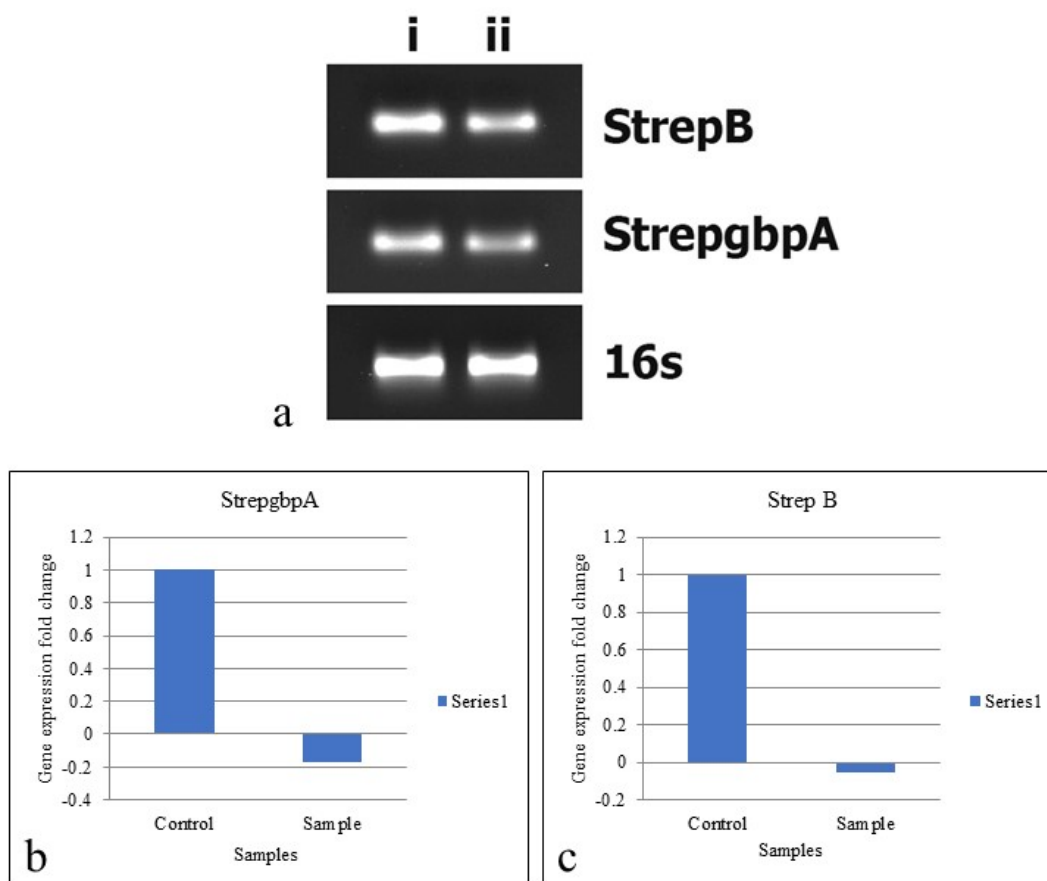 i ii
StrepB
StrepgbpA
16s
a
StrepgbpA
1.2
1
0.8
0.6
0.4
0.2
0
-0.2
-0.4
Gene expression fold change
Control Sample
Samples
Series1
b
Strep B
1.2
1
0.8
0.6
0.4
0.2
0
-0.2
Gene expression fold change
Control Sample
Samples
Series1
c